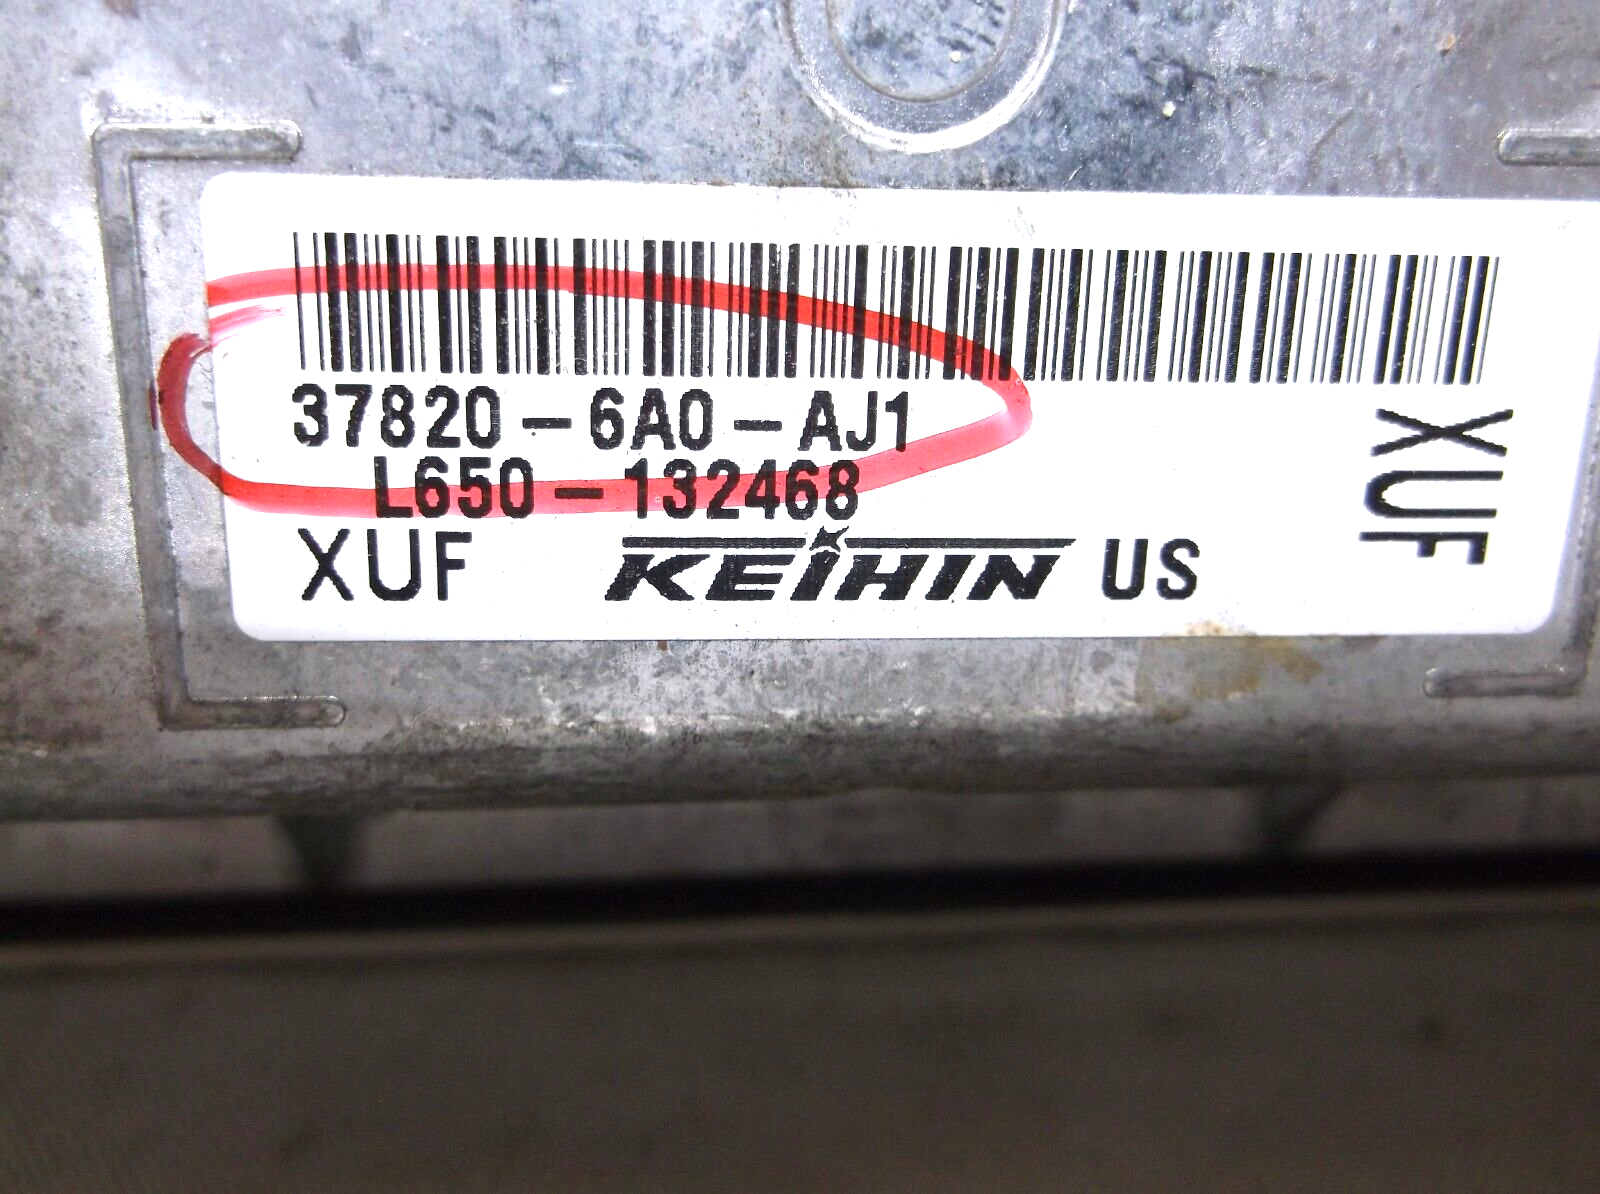 37820-6A0-AJ1
L650-132468
XUF KEIHIN US
XUF